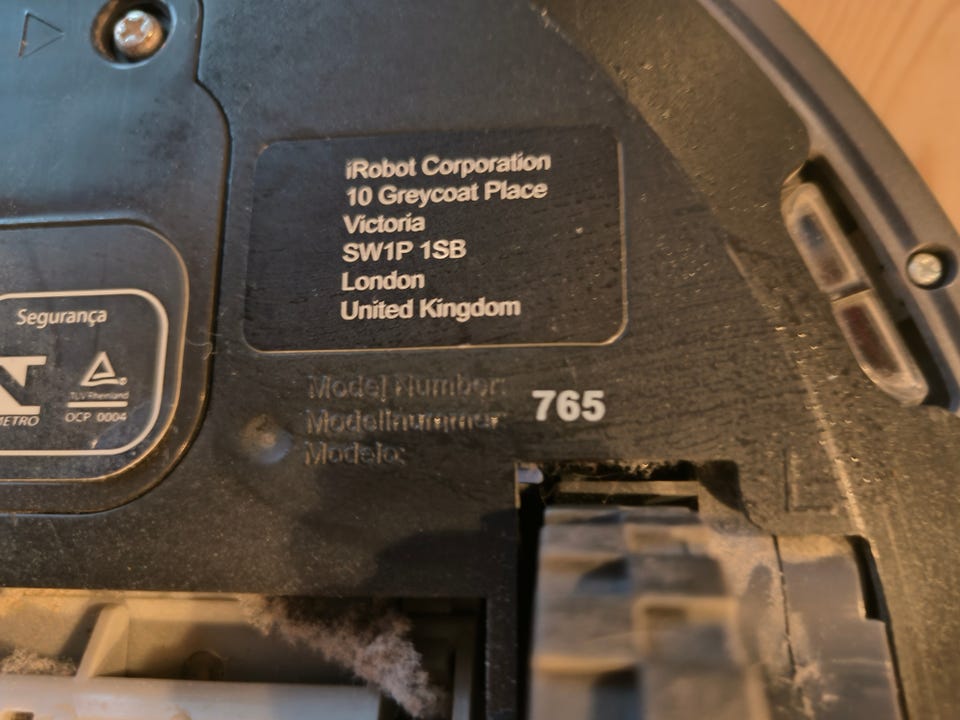 iRobot Corporation
10 Greycoat Place
Victoria
SW1P 1SB
London
United Kingdom
Segurança
TÜV Rheinland
METRO
OCP 0004
Model Number:
Modellnummer:
Modelo:
765